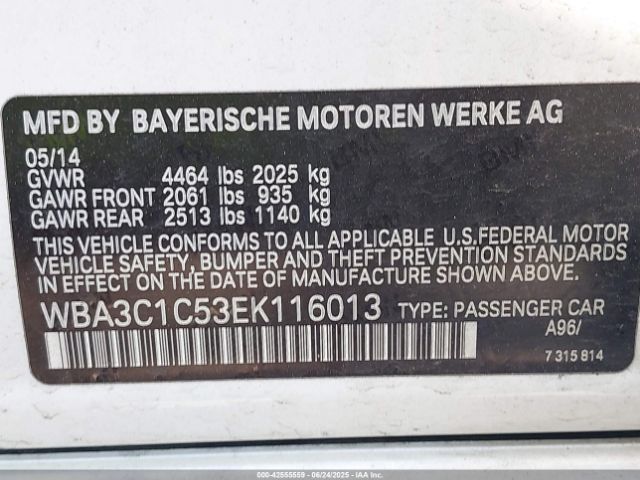 MFD BY BAYERISCHE MOTOREN WERKE AG
05/14
GVWR 4464 lbs 2025 kg
GAWR FRONT 2061 lbs 935 kg
GAWR REAR 2513 lbs 1140 kg
THIS VEHICLE CONFORMS TO ALL APPLICABLE U.S.FEDERAL MOTOR
VEHICLE SAFETY, BUMPER AND THEFT PREVENTION STANDARDS
IN EFFECT ON THE DATE OF MANUFACTURE SHOWN ABOVE.
WBA3C1C53EK116013 TYPE: PASSENGER CAR
A96/
7 315 814
000-42555559 - 06/24/2025 - IAA Inc.